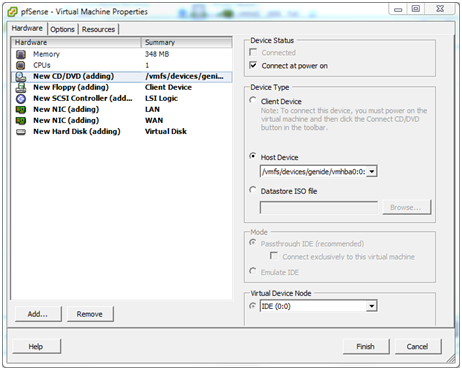 pfSense - Virtual Machine Properties
Hardware Options Resources
Hardware Summary
Memory 348 MB
CPUs 1
New CD/DVD (adding) /vmfs/devices/geni...
New Floppy (adding) Client Device
New SCSI Controller (add... LSI Logic
New NIC (adding) LAN
New NIC (adding) WAN
New Hard Disk (adding) Virtual Disk
Add... Remove
Device Status
Connected
Connect at power on
Device Type
Client Device
Note: To connect this device, you must power on the
virtual machine and then click the Connect CD/DVD
button in the toolbar.
Host Device
/vmfs/devices/genide/vmhba0:0:
Datastore ISO file
Browse...
Mode
Passthrough IDE (recommended)
Connect exclusively to this virtual machine
Emulate IDE
Virtual Device Node
IDE (0:0)
Help Finish Cancel